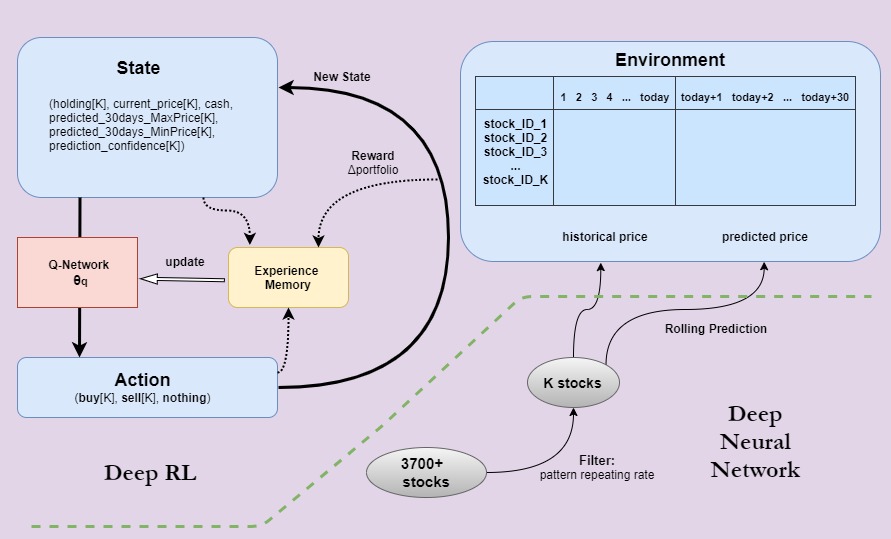 State
(holding[K], current_price[K], cash,
predicted_30days_MaxPrice[K],
predicted_30days_MinPrice[K],
prediction_confidence[K])
New State
Reward
Δportfolio
Q-Network
θq
update
Experience
Memory
Action
(buy[K], sell[K], nothing)
Deep RL
Environment
1 2 3 4 ... today today+1 today+2 ... today+30
stock_ID_1
stock_ID_2
stock_ID_3
...
stock_ID_K
historical price predicted price
Rolling Prediction
K stocks
3700+
stocks
Filter:
pattern repeating rate
Deep
Neural
Network